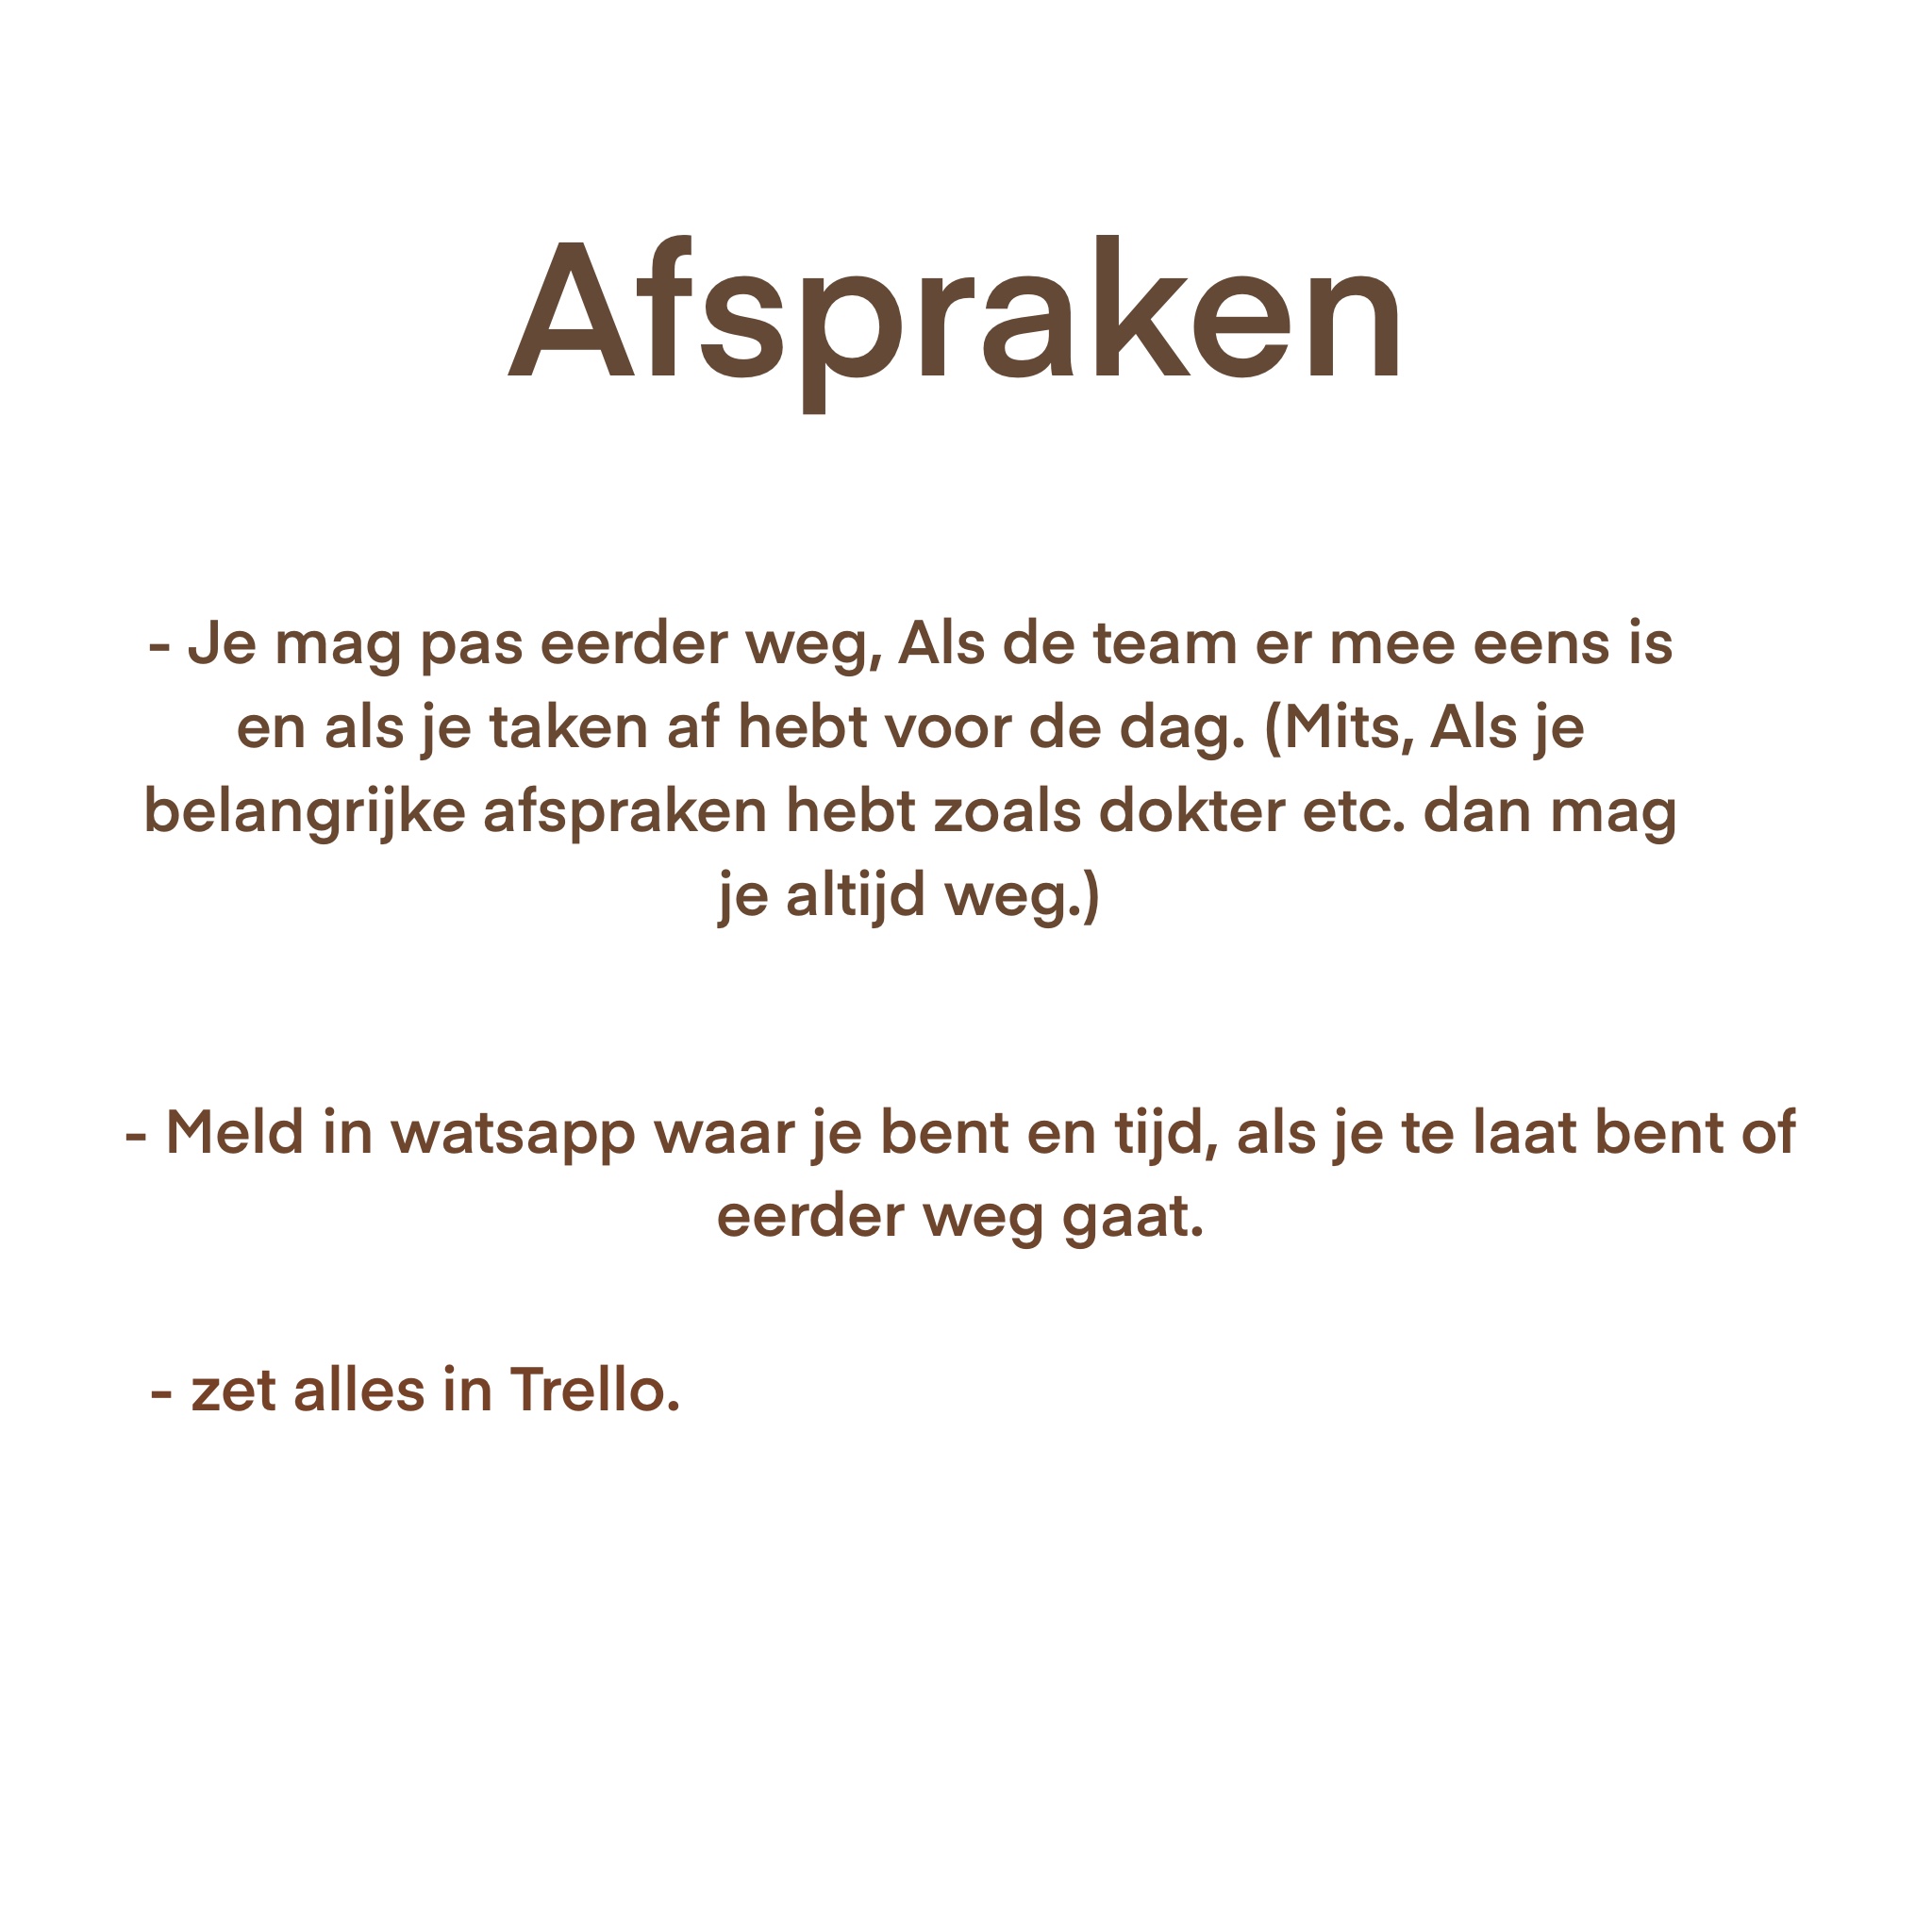 Afspraken
- Je mag pas eerder weg, Als de team er mee eens is
en als je taken af hebt voor de dag. (Mits, Als je
belangrijke afspraken hebt zoals dokter etc. dan mag
je altijd weg.)
- Meld in watsapp waar je bent en tijd, als je te laat bent of
eerder weg gaat.
- zet alles in Trello.